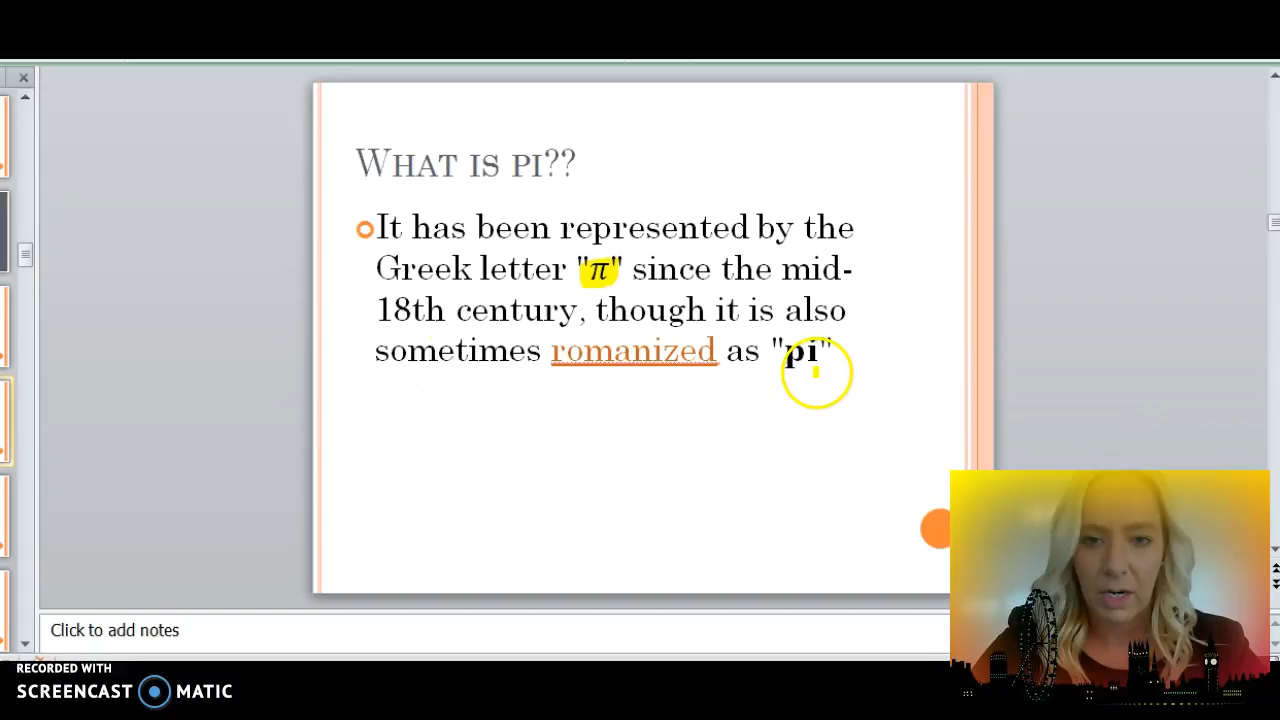 WHAT IS PI??
It has been represented by the
Greek letter "π" since the mid-
18th century, though it is also
sometimes romanized as "pi"
Click to add notes
RECORDED WITH
SCREENCAST MATIC